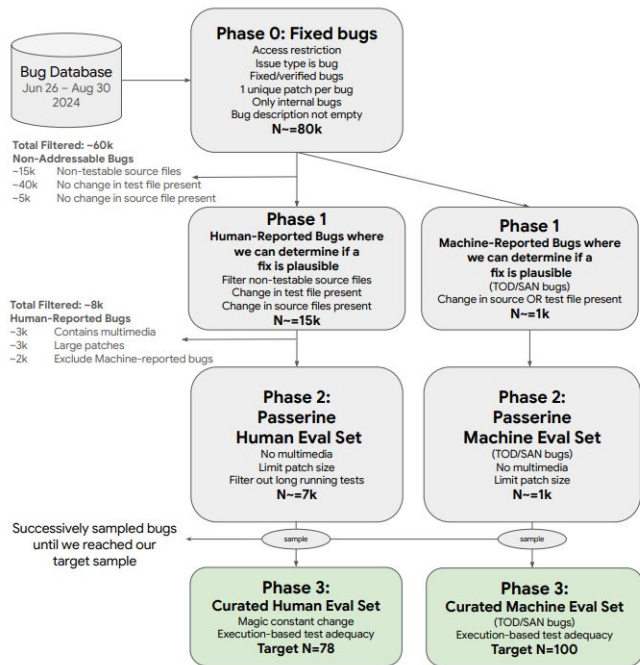 Phase 0: Fixed bugs
Access restriction
Issue type is bug
Fixed/verified bugs
1 unique patch per bug
Only internal bugs
Bug description not empty
N~=80k
Bug Database
Jun 26 – Aug 30
2024
Total Filtered: ~60k
Non-Addressable Bugs
~15k Non-testable source files
~40k No change in test file present
~5k No change in source file present
Phase 1
Human-Reported Bugs where
we can determine if a
fix is plausible
Filter non-testable source files
Change in test file present
Change in source files present
N~=15k
Phase 1
Machine-Reported Bugs where
we can determine if a
fix is plausible
(TOD/SAN bugs)
Change in source OR test file present
N~=1k
Total Filtered: ~8k
Human-Reported Bugs
~3k Contains multimedia
~3k Large patches
~2k Exclude Machine-reported bugs
Phase 2:
Passerine
Human Eval Set
No multimedia
Limit patch size
Filter out long running tests
N~=7k
Phase 2:
Passerine
Machine Eval Set
(TOD/SAN bugs)
No multimedia
Limit patch size
N~=1k
Successively sampled bugs
until we reached our
target sample
sample
sample
Phase 3:
Curated Human Eval Set
Magic constant change
Execution-based test adequacy
Target N=78
Phase 3:
Curated Machine Eval Set
(TOD/SAN bugs)
Execution-based test adequacy
Target N=100